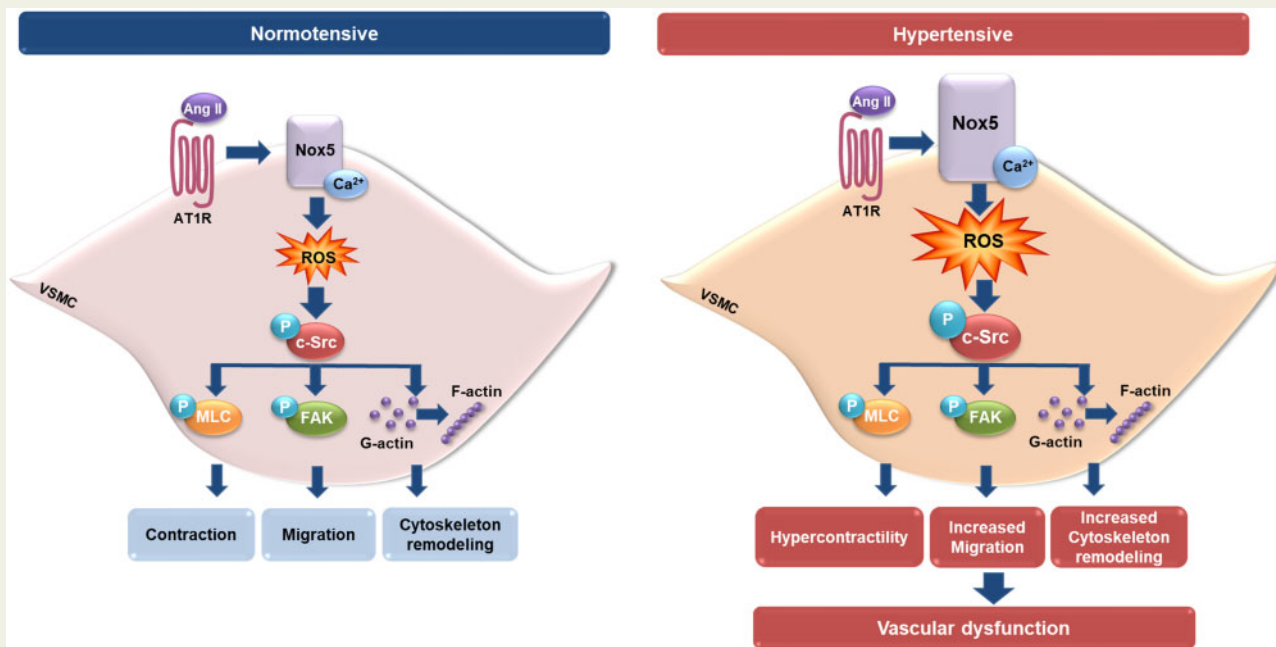 Normotensive
Ang II
Nox5
Ca²⁺
AT1R
ROS
VSMC
P
c-Src
P
MLC
P
FAK
G-actin
F-actin
Contraction
Migration
Cytoskeleton
remodeling
Hypertensive
Ang II
Nox5
Ca²⁺
AT1R
ROS
VSMC
P
c-Src
P
MLC
P
FAK
G-actin
F-actin
Hypercontractility
Increased
Migration
Increased
Cytoskeleton
remodeling
Vascular dysfunction